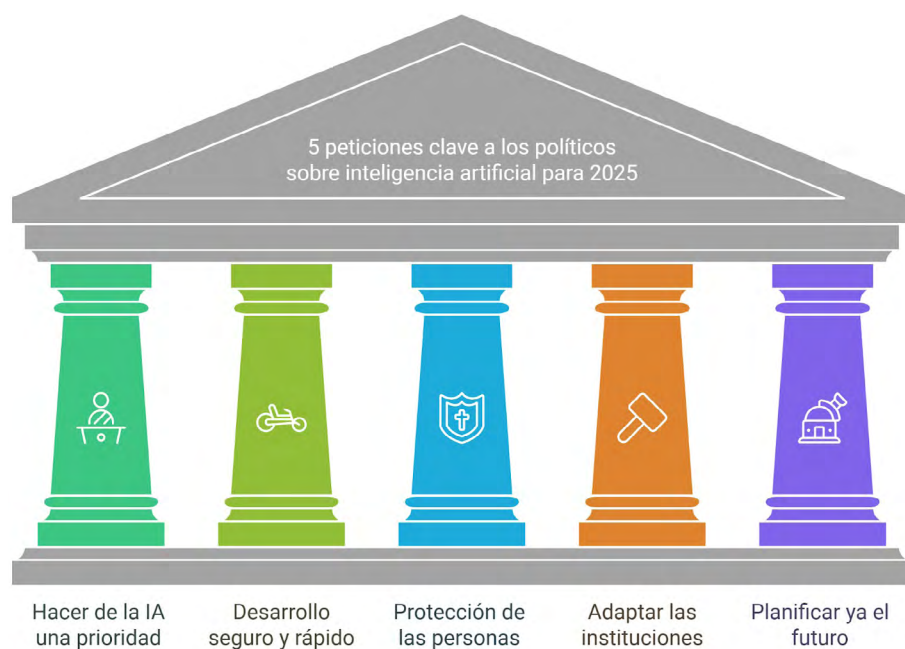 5 peticiones clave a los políticos
sobre inteligencia artificial para 2025
Hacer de la IA
una prioridad
Desarrollo
seguro y rápido
Protección de
las personas
Adaptar las
instituciones
Planificar ya el
futuro